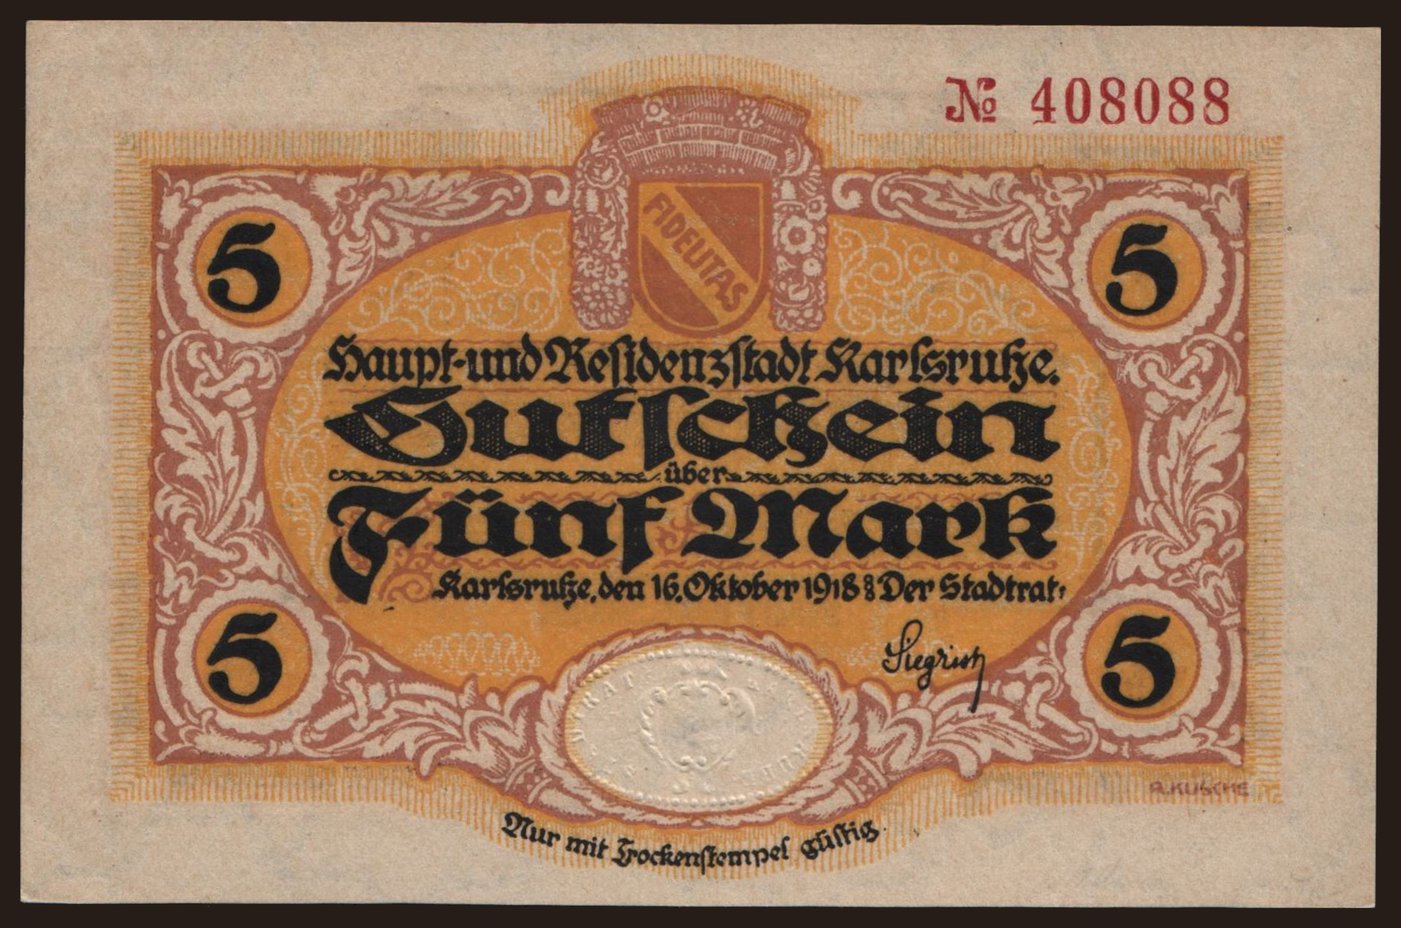 № 408088
FIDELITAS
5 5
Haupt- und Residenzstadt Karlsruhe.
Gutschein
über
Fünf Mark
Karlsruhe, den 16. Oktober 1918 Der Stadtrat:
Siegrist
5 5
STADTRAT
A. KUSCHE
Nur mit Trockenstempel gültig